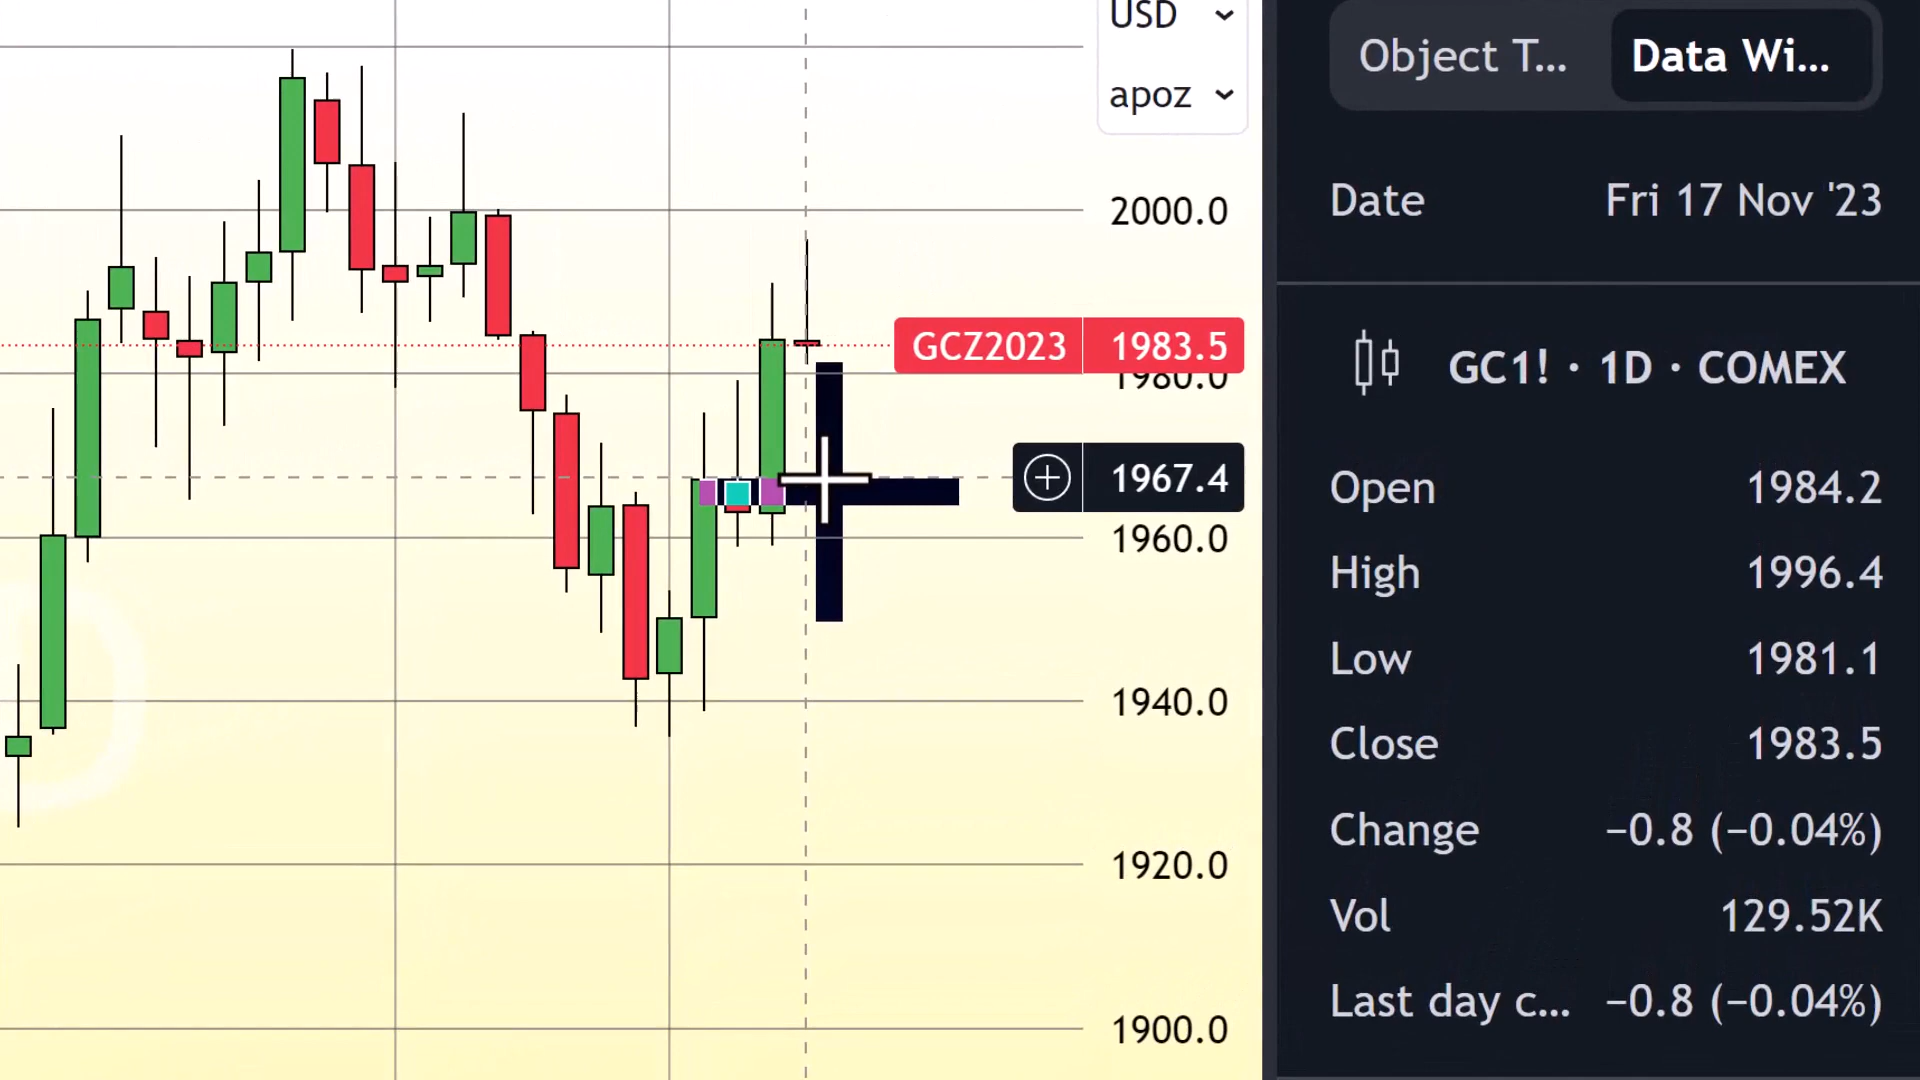 USD
apoz
2000.0
GCZ2023 1983.5
1980.0
1967.4
1960.0
1940.0
1920.0
1900.0
Object T... Data Wi...
Date Fri 17 Nov '23
GC1! · 1D · COMEX
Open 1984.2
High 1996.4
Low 1981.1
Close 1983.5
Change −0.8 (−0.04%)
Vol 129.52K
Last day c... −0.8 (−0.04%)